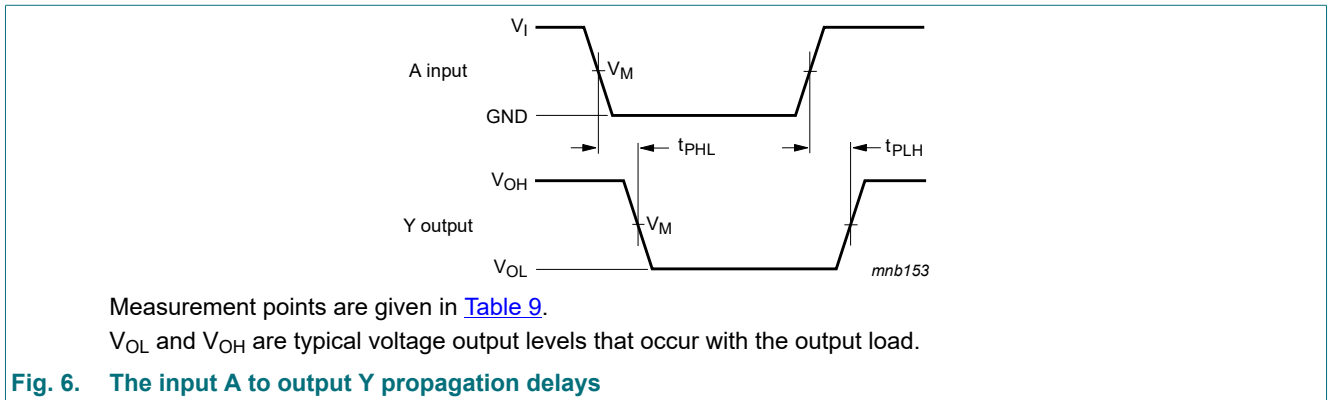 V_I
A input
V_M
GND
t_PHL
t_PLH
V_OH
Y output
V_M
V_OL
mnb153
Measurement points are given in Table 9.
V_OL and V_OH are typical voltage output levels that occur with the output load.
Fig. 6. The input A to output Y propagation delays